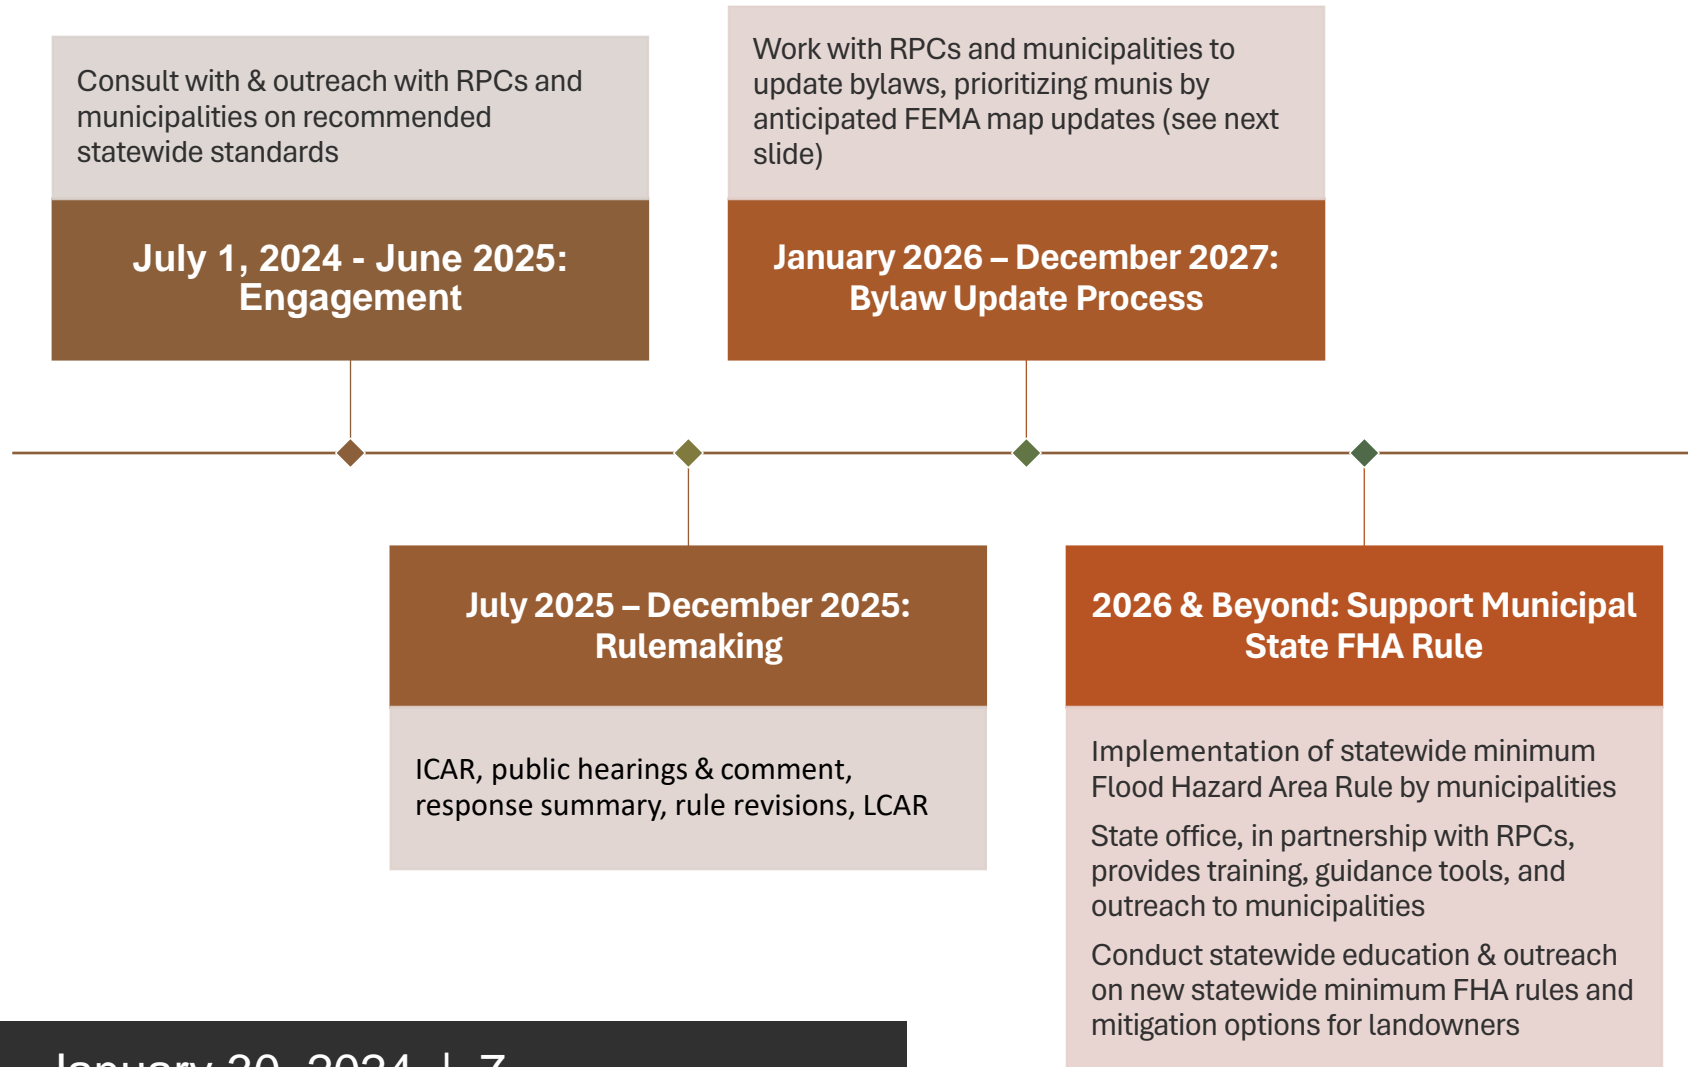 Consult with & outreach with RPCs and
municipalities on recommended
statewide standards
July 1, 2024 - June 2025:
Engagement
Work with RPCs and municipalities to
update bylaws, prioritizing munis by
anticipated FEMA map updates (see next
slide)
January 2026 – December 2027:
Bylaw Update Process
July 2025 – December 2025:
Rulemaking
ICAR, public hearings & comment,
response summary, rule revisions, LCAR
2026 & Beyond: Support Municipal
State FHA Rule
Implementation of statewide minimum
Flood Hazard Area Rule by municipalities
State office, in partnership with RPCs,
provides training, guidance tools, and
outreach to municipalities
Conduct statewide education & outreach
on new statewide minimum FHA rules and
mitigation options for landowners
January 30, 2024 | 7